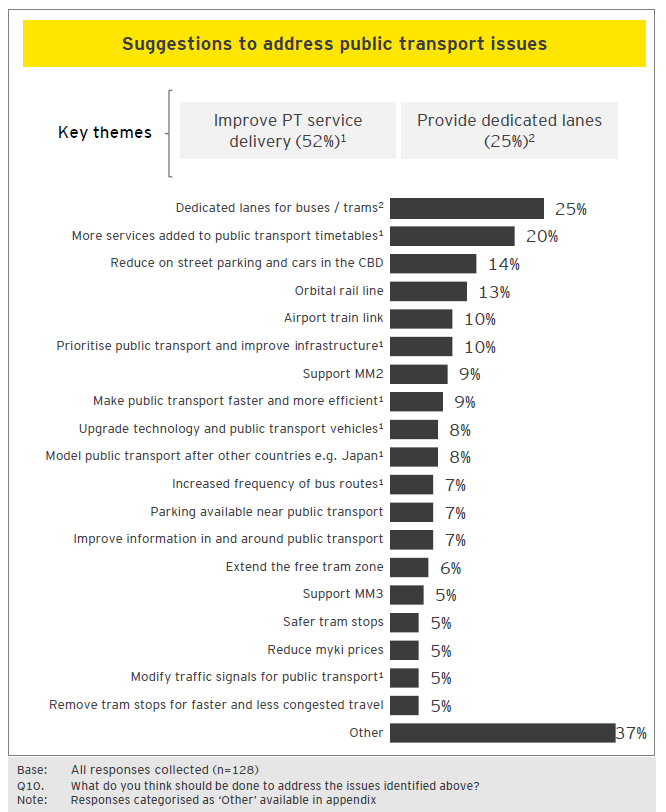 Suggestions to address public transport issues
Key themes
Improve PT service
delivery (52%)¹
Provide dedicated lanes
(25%)²
Dedicated lanes for buses / trams² 25%
More services added to public transport timetables¹ 20%
Reduce on street parking and cars in the CBD 14%
Orbital rail line 13%
Airport train link 10%
Prioritise public transport and improve infrastructure¹ 10%
Support MM2 9%
Make public transport faster and more efficient¹ 9%
Upgrade technology and public transport vehicles¹ 8%
Model public transport after other countries e.g. Japan¹ 8%
Increased frequency of bus routes¹ 7%
Parking available near public transport 7%
Improve information in and around public transport 7%
Extend the free tram zone 6%
Support MM3 5%
Safer tram stops 5%
Reduce myki prices 5%
Modify traffic signals for public transport¹ 5%
Remove tram stops for faster and less congested travel 5%
Other 37%
Base: All responses collected (n=128)
Q10. What do you think should be done to address the issues identified above?
Note: Responses categorised as ‘Other’ available in appendix